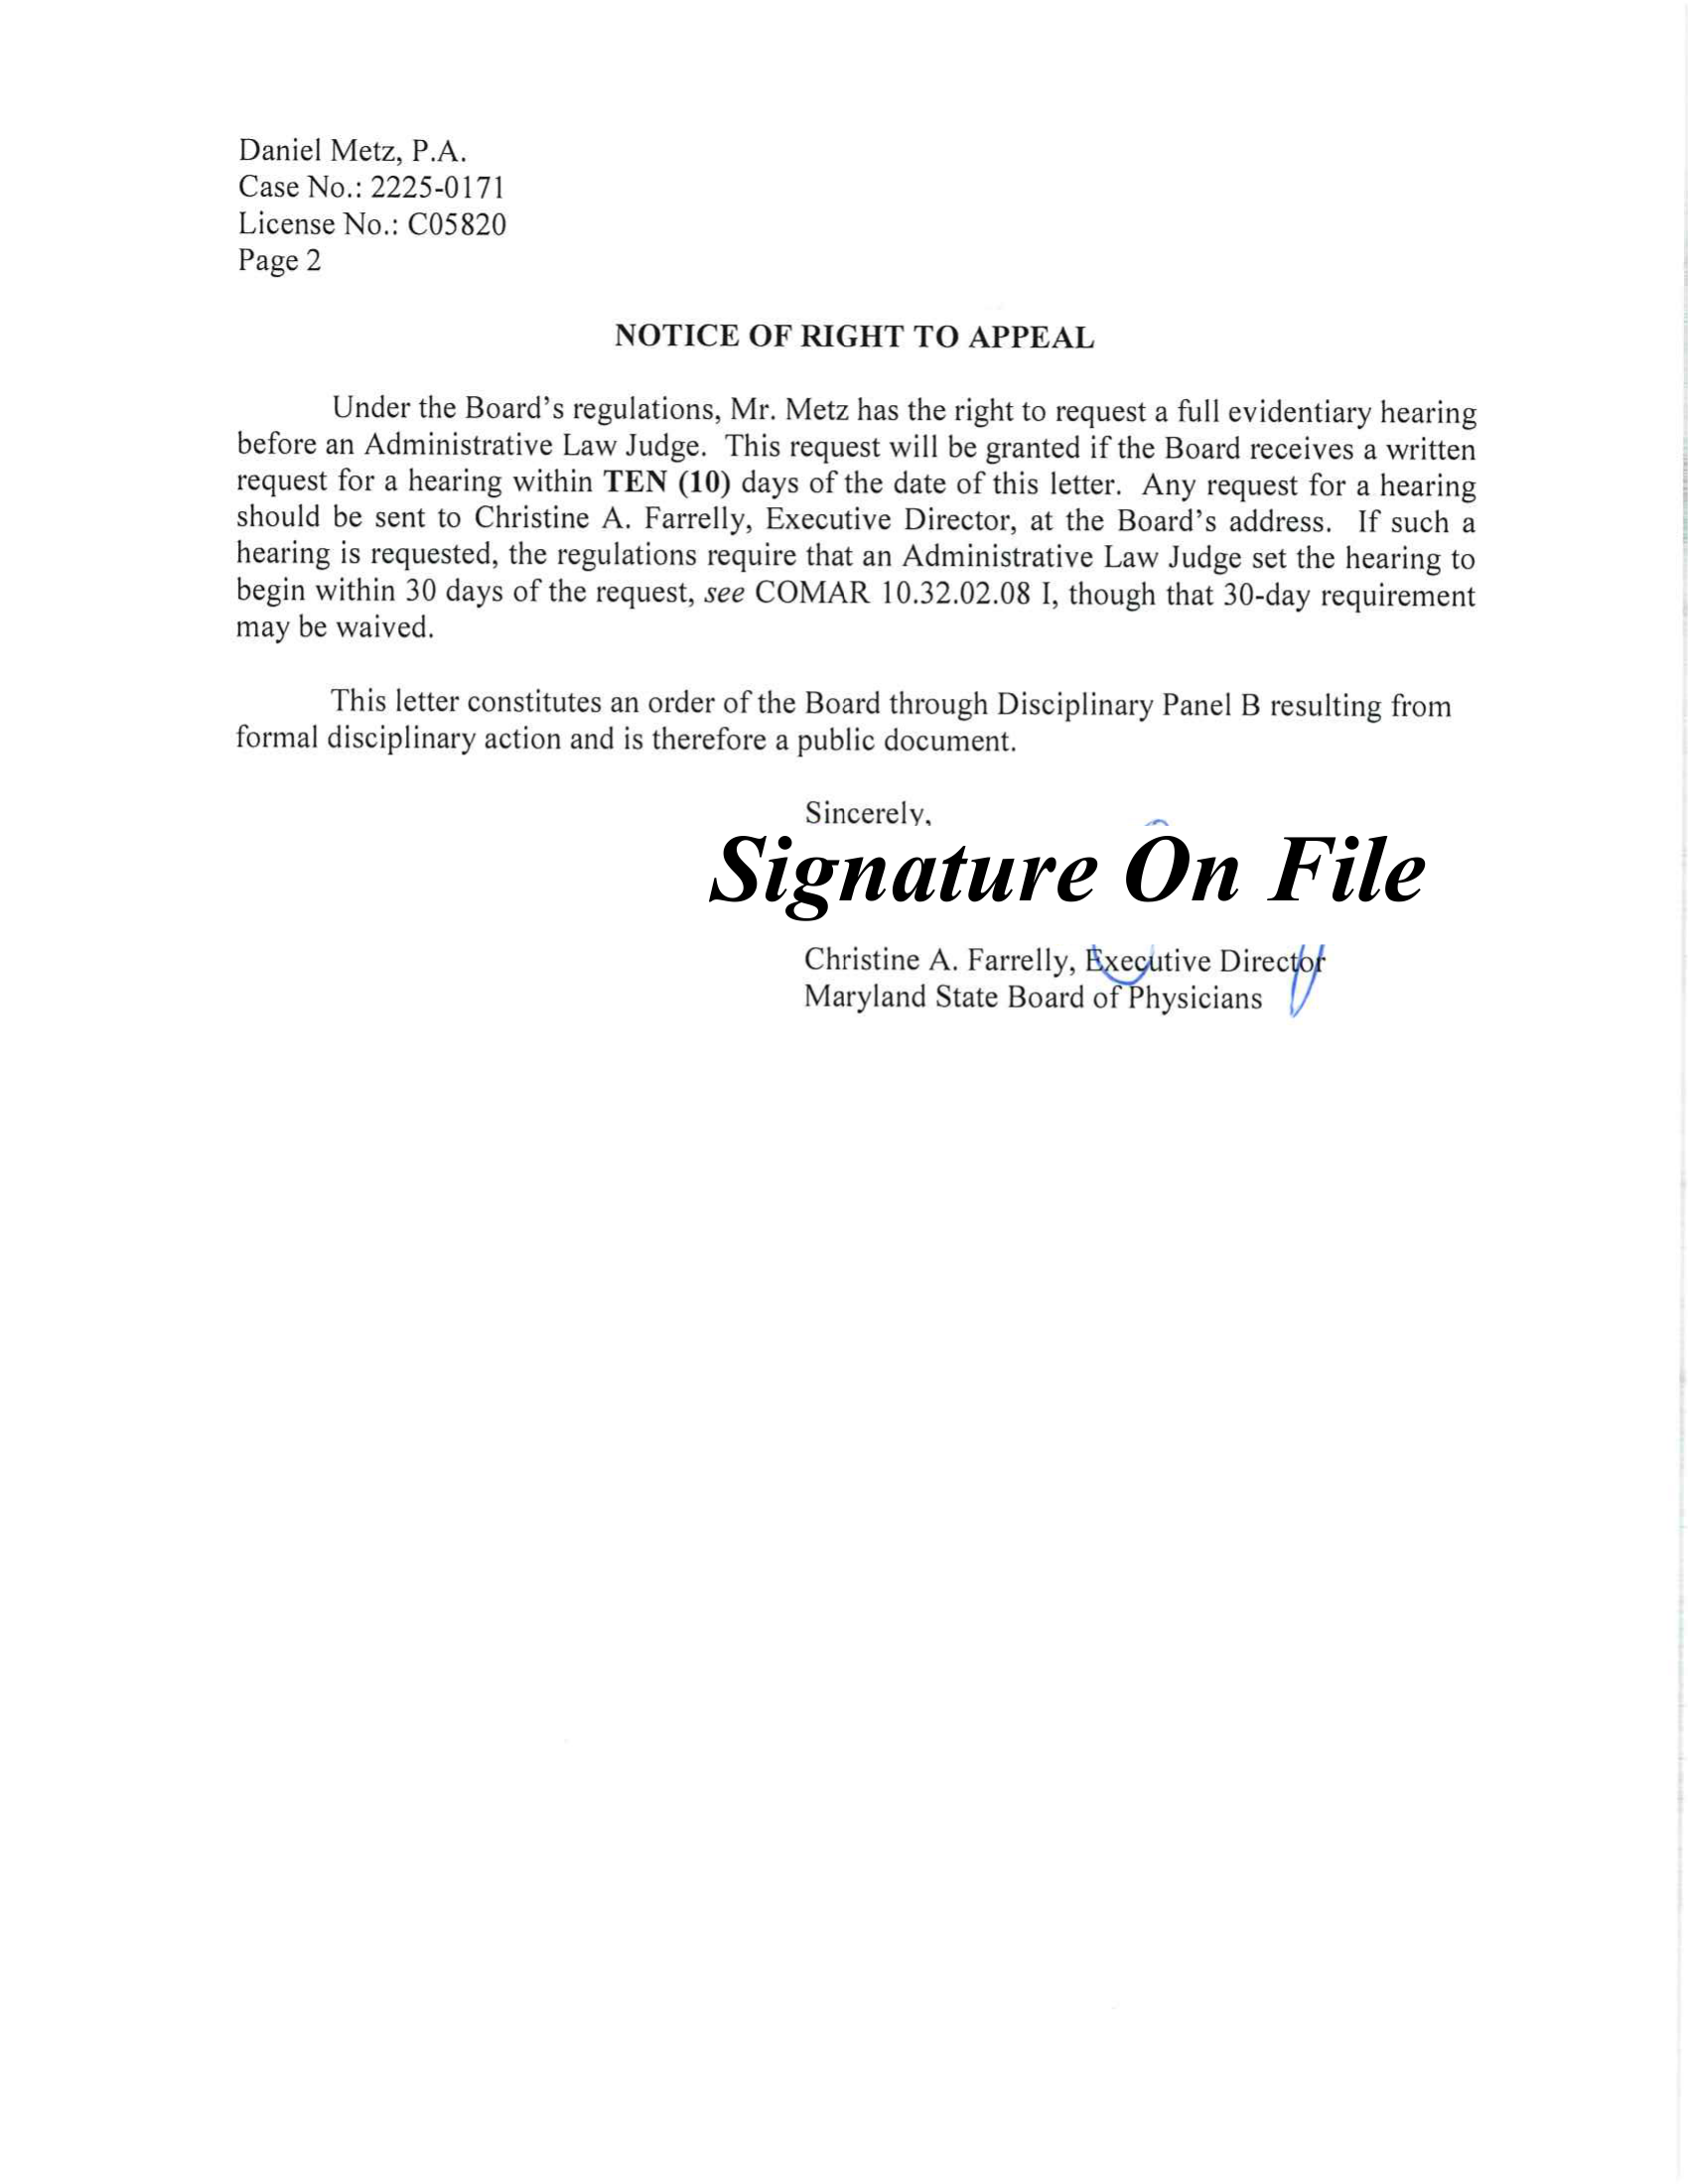 Daniel Metz, P.A.
Case No.: 2225-0171
License No.: C05820
Page 2
NOTICE OF RIGHT TO APPEAL
Under the Board's regulations, Mr. Metz has the right to request a full evidentiary hearing
before an Administrative Law Judge. This request will be granted if the Board receives a written
request for a hearing within TEN (10) days of the date of this letter. Any request for a hearing
should be sent to Christine A. Farrelly, Executive Director, at the Board's address. If such a
hearing is requested, the regulations require that an Administrative Law Judge set the hearing to
begin within 30 days of the request, see COMAR 10.32.02.08 I, though that 30-day requirement
may be waived.
This letter constitutes an order of the Board through Disciplinary Panel B resulting from
formal disciplinary action and is therefore a public document.
Sincerely,
Signature On File
Christine A. Farrelly, Executive Director
Maryland State Board of Physicians